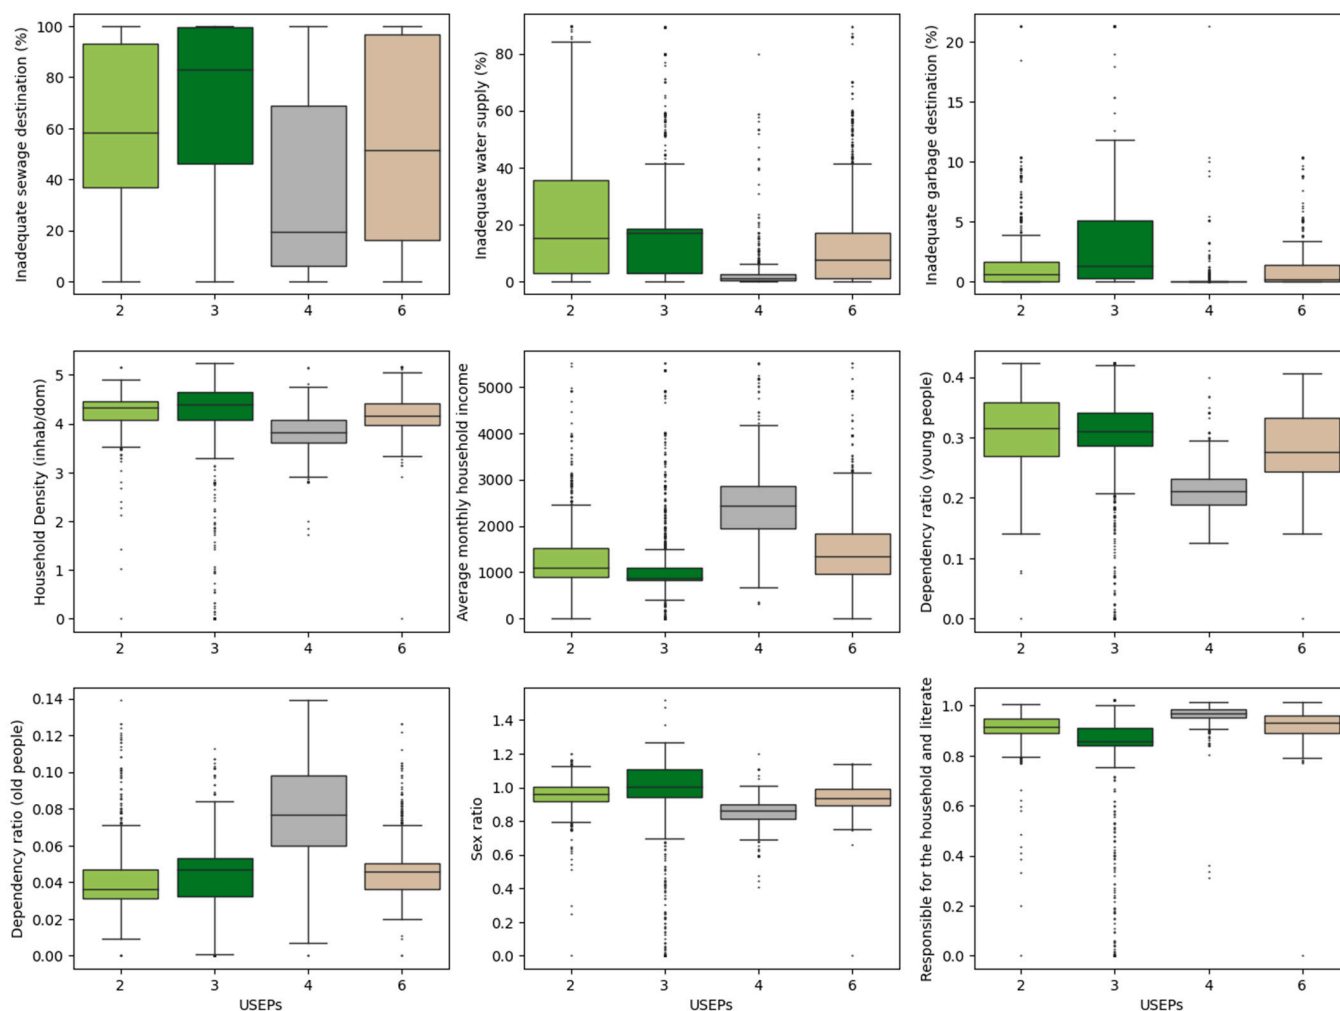 Inadequate sewage destination (%)
100
80
60
40
20
0
2 3 4 6
Inadequate water supply (%)
80
60
40
20
0
2 3 4 6
Inadequate garbage destination (%)
20
15
10
5
0
2 3 4 6
Household Density (inhab/dom)
5
4
3
2
1
0
2 3 4 6
Average monthly household income
5000
4000
3000
2000
1000
0
2 3 4 6
Dependency ratio (young people)
0.4
0.3
0.2
0.1
0.0
2 3 4 6
Dependency ratio (old people)
0.14
0.12
0.10
0.08
0.06
0.04
0.02
0.00
2 3 4 6
USEPs
Sex ratio
1.4
1.2
1.0
0.8
0.6
0.4
0.2
0.0
2 3 4 6
USEPs
Responsible for the household and literate
1.0
0.8
0.6
0.4
0.2
0.0
2 3 4 6
USEPs